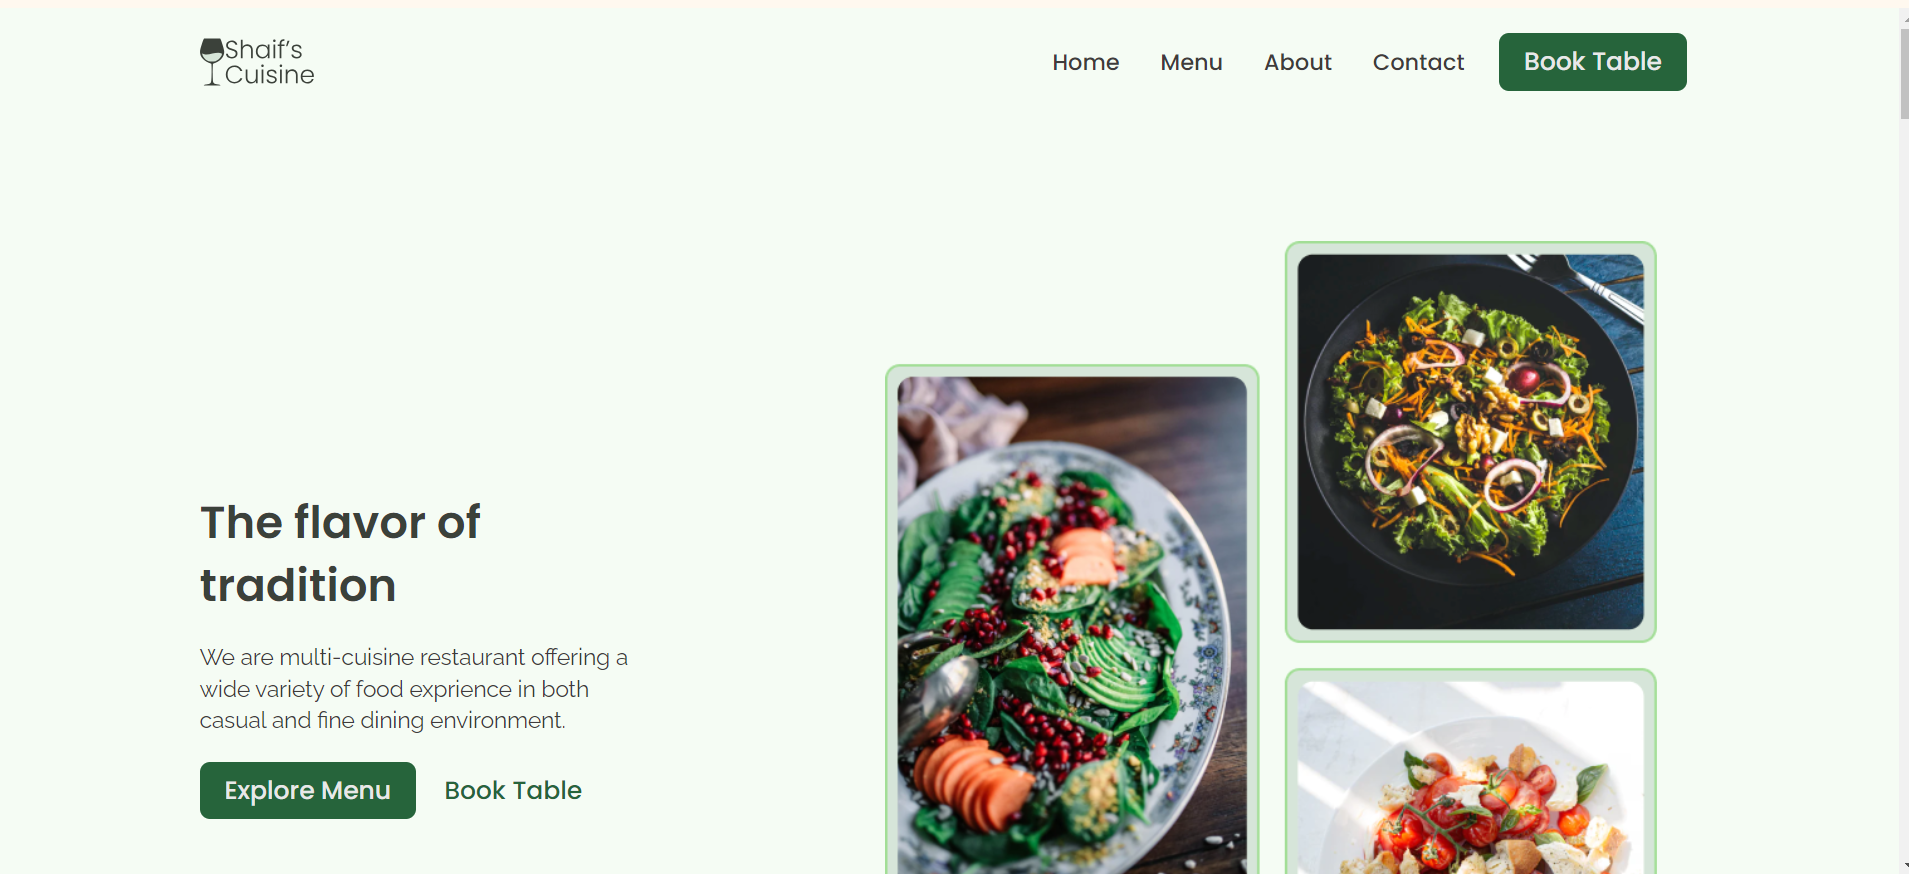 Shaif's
Cuisine
Home Menu About Contact Book Table
The flavor of
tradition
We are multi-cuisine restaurant offering a
wide variety of food exprience in both
casual and fine dining environment.
Explore Menu Book Table